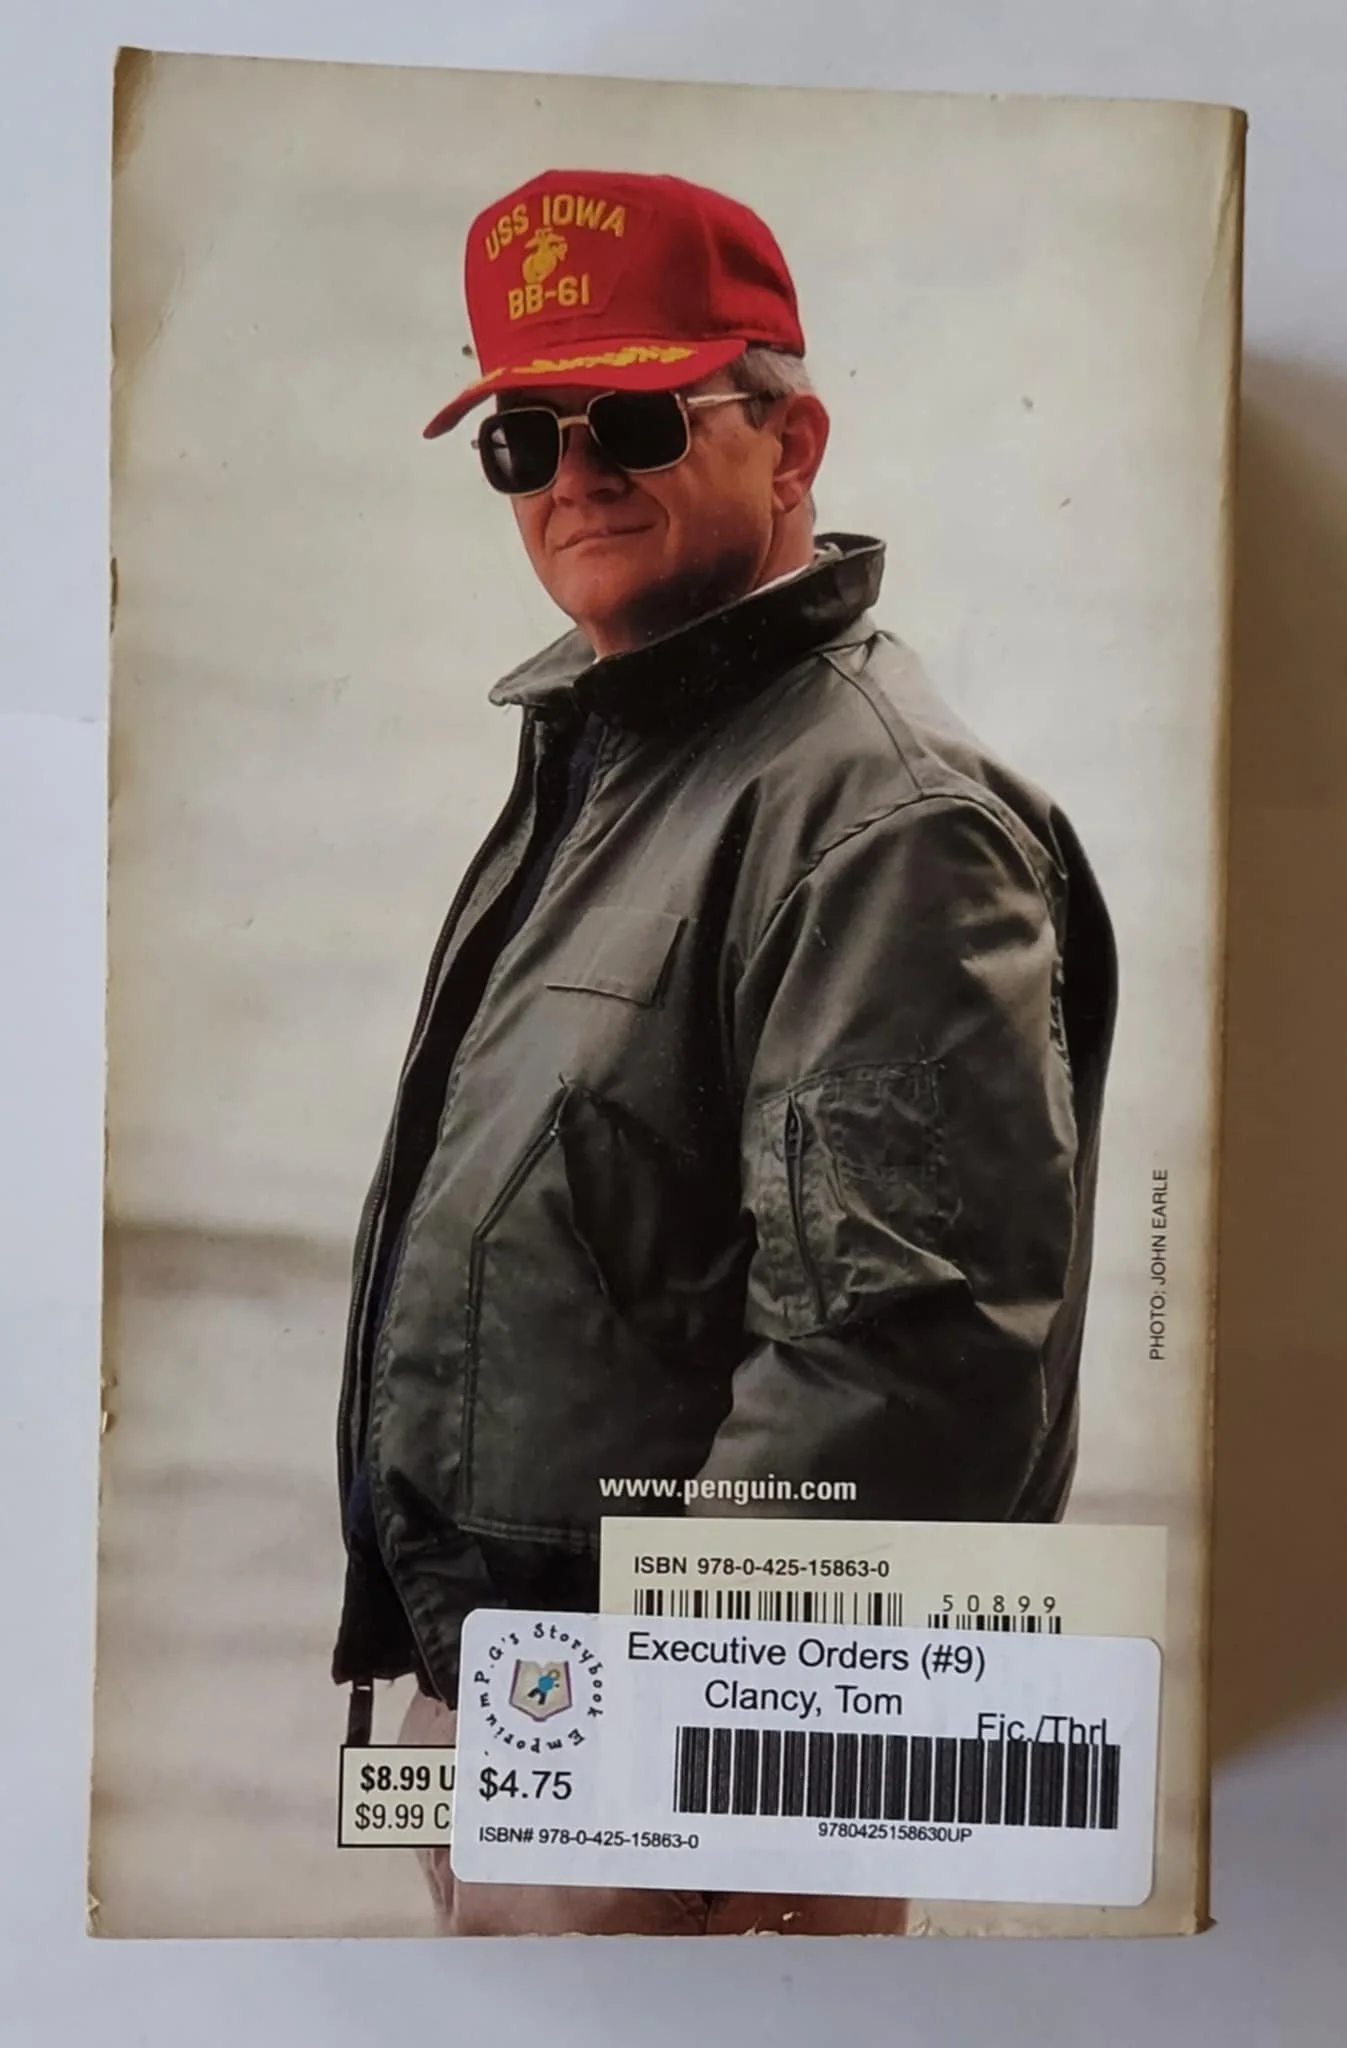 USS IOWA
BB-61
PHOTO: JOHN EARLE
www.penguin.com
ISBN 978-0-425-15863-0
50899
P.G's Storybook Emporium
Executive Orders (#9)
Clancy, Tom
Fic./Thrl
$4.75
ISBN# 978-0-425-15863-0
9780425158630UP
$8.99 U
$9.99 C